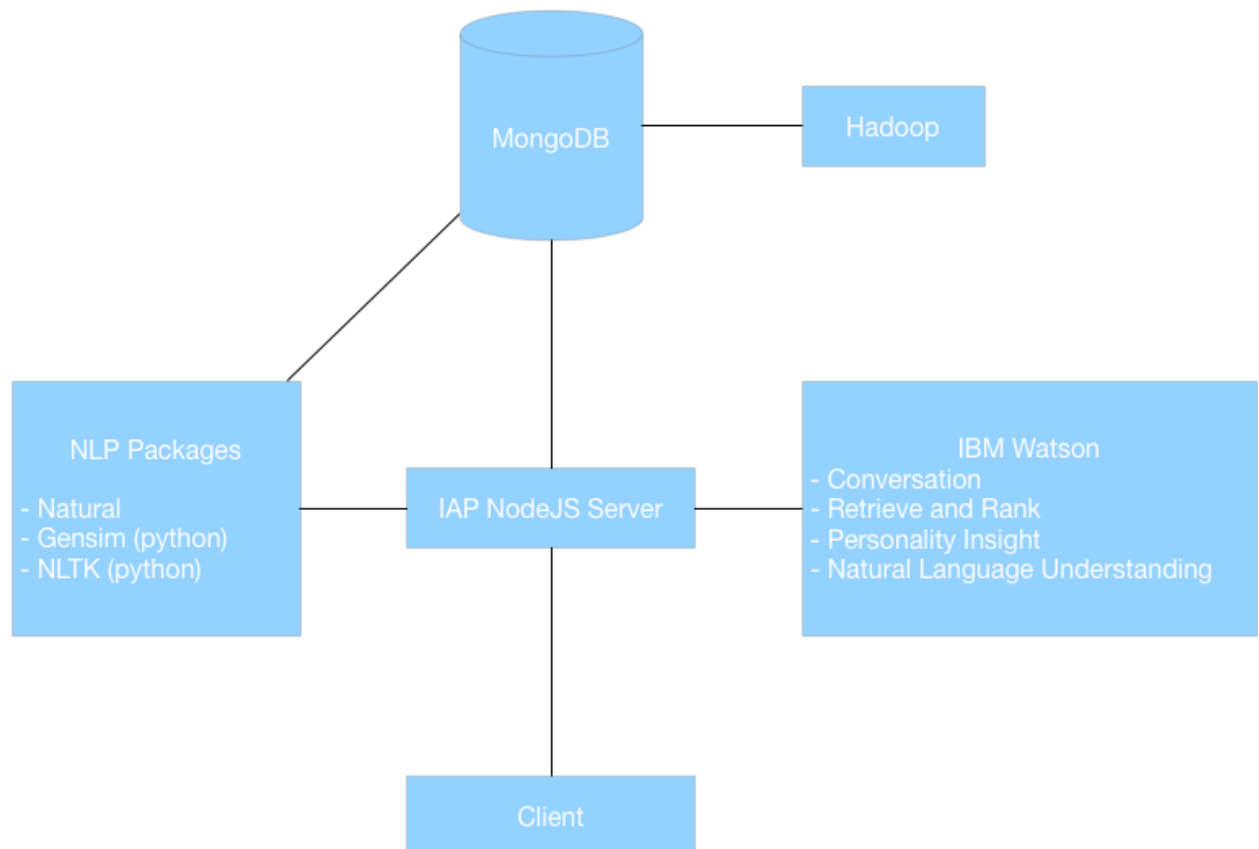 MongoDB
Hadoop
NLP Packages
- Natural
- Gensim (python)
- NLTK (python)
IAP NodeJS Server
IBM Watson
- Conversation
- Retrieve and Rank
- Personality Insight
- Natural Language Understanding
Client